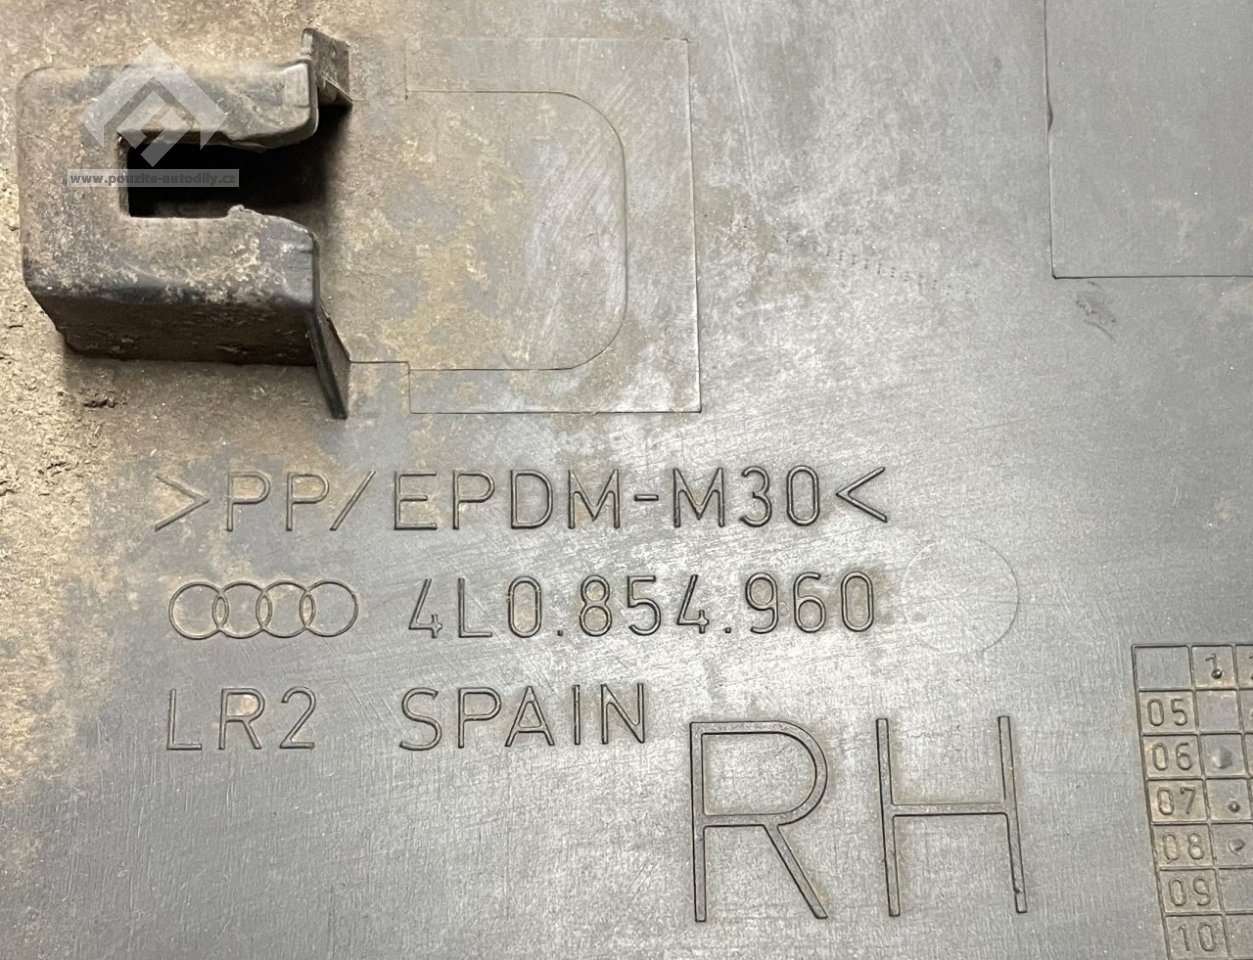 www.pouzite-autodily.cz
>PP/EPDM-M30<
4L0.854.960
LR2 SPAIN
RH
1
05
06
07
08
09
10